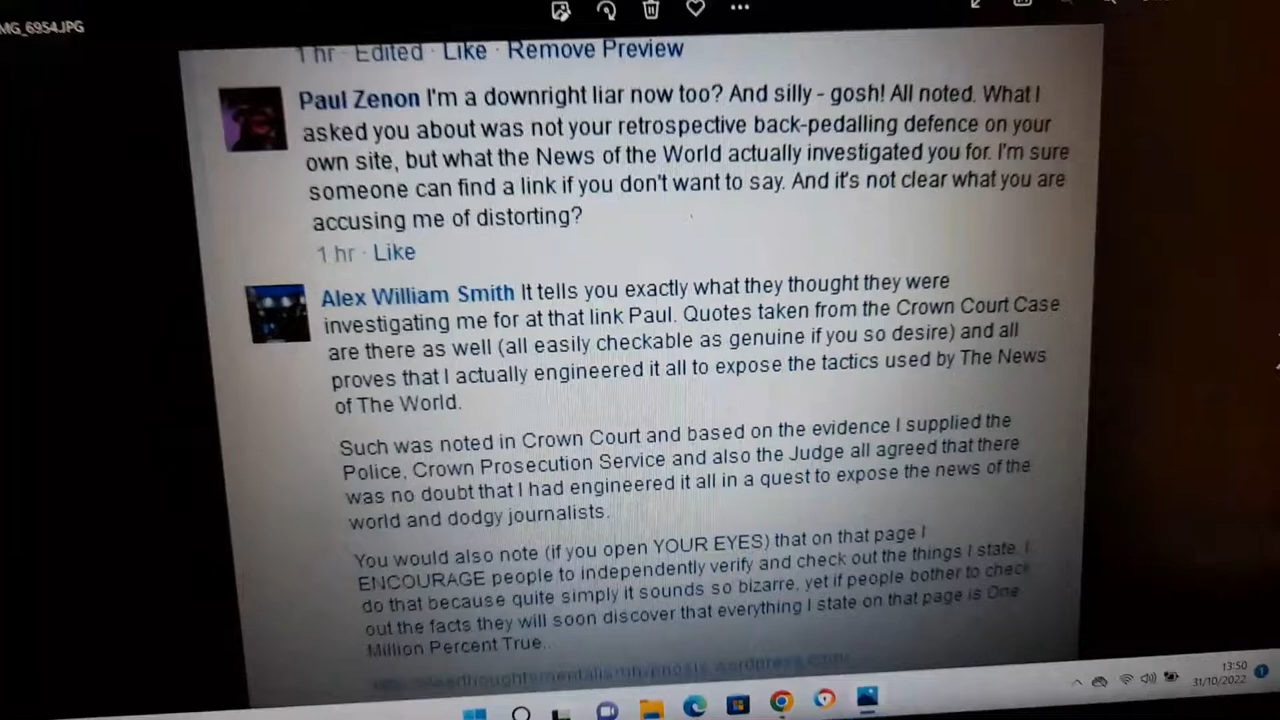 MG_6954.JPG
1 hr · Edited · Like · Remove Preview
Paul Zenon I'm a downright liar now too? And silly - gosh! All noted. What I
asked you about was not your retrospective back-pedalling defence on your
own site, but what the News of the World actually investigated you for. I'm sure
someone can find a link if you don't want to say. And it's not clear what you are
accusing me of distorting?
1 hr · Like
Alex William Smith It tells you exactly what they thought they were
investigating me for at that link Paul. Quotes taken from the Crown Court Case
are there as well (all easily checkable as genuine if you so desire) and all
proves that I actually engineered it all to expose the tactics used by The News
of The World.
Such was noted in Crown Court and based on the evidence I supplied the
Police, Crown Prosecution Service and also the Judge all agreed that there
was no doubt that I had engineered it all in a quest to expose the news of the
world and dodgy journalists.
You would also note (if you open YOUR EYES) that on that page I
ENCOURAGE people to independently verify and check out the things I state. I
do that because quite simply it sounds so bizarre, yet if people bother to check
out the facts they will soon discover that everything I state on that page is One
Million Percent True..
13:50
31/10/2022
1